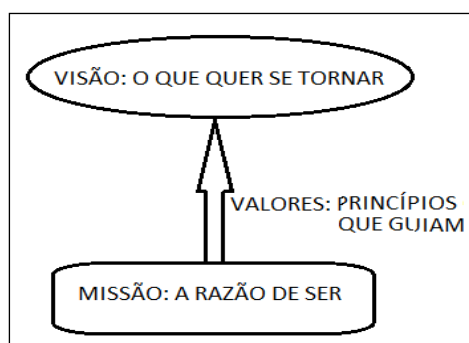 VISÃO: O QUE QUER SE TORNAR
VALORES: PRINCÍPIOS
QUE GUIAM
MISSÃO: A RAZÃO DE SER